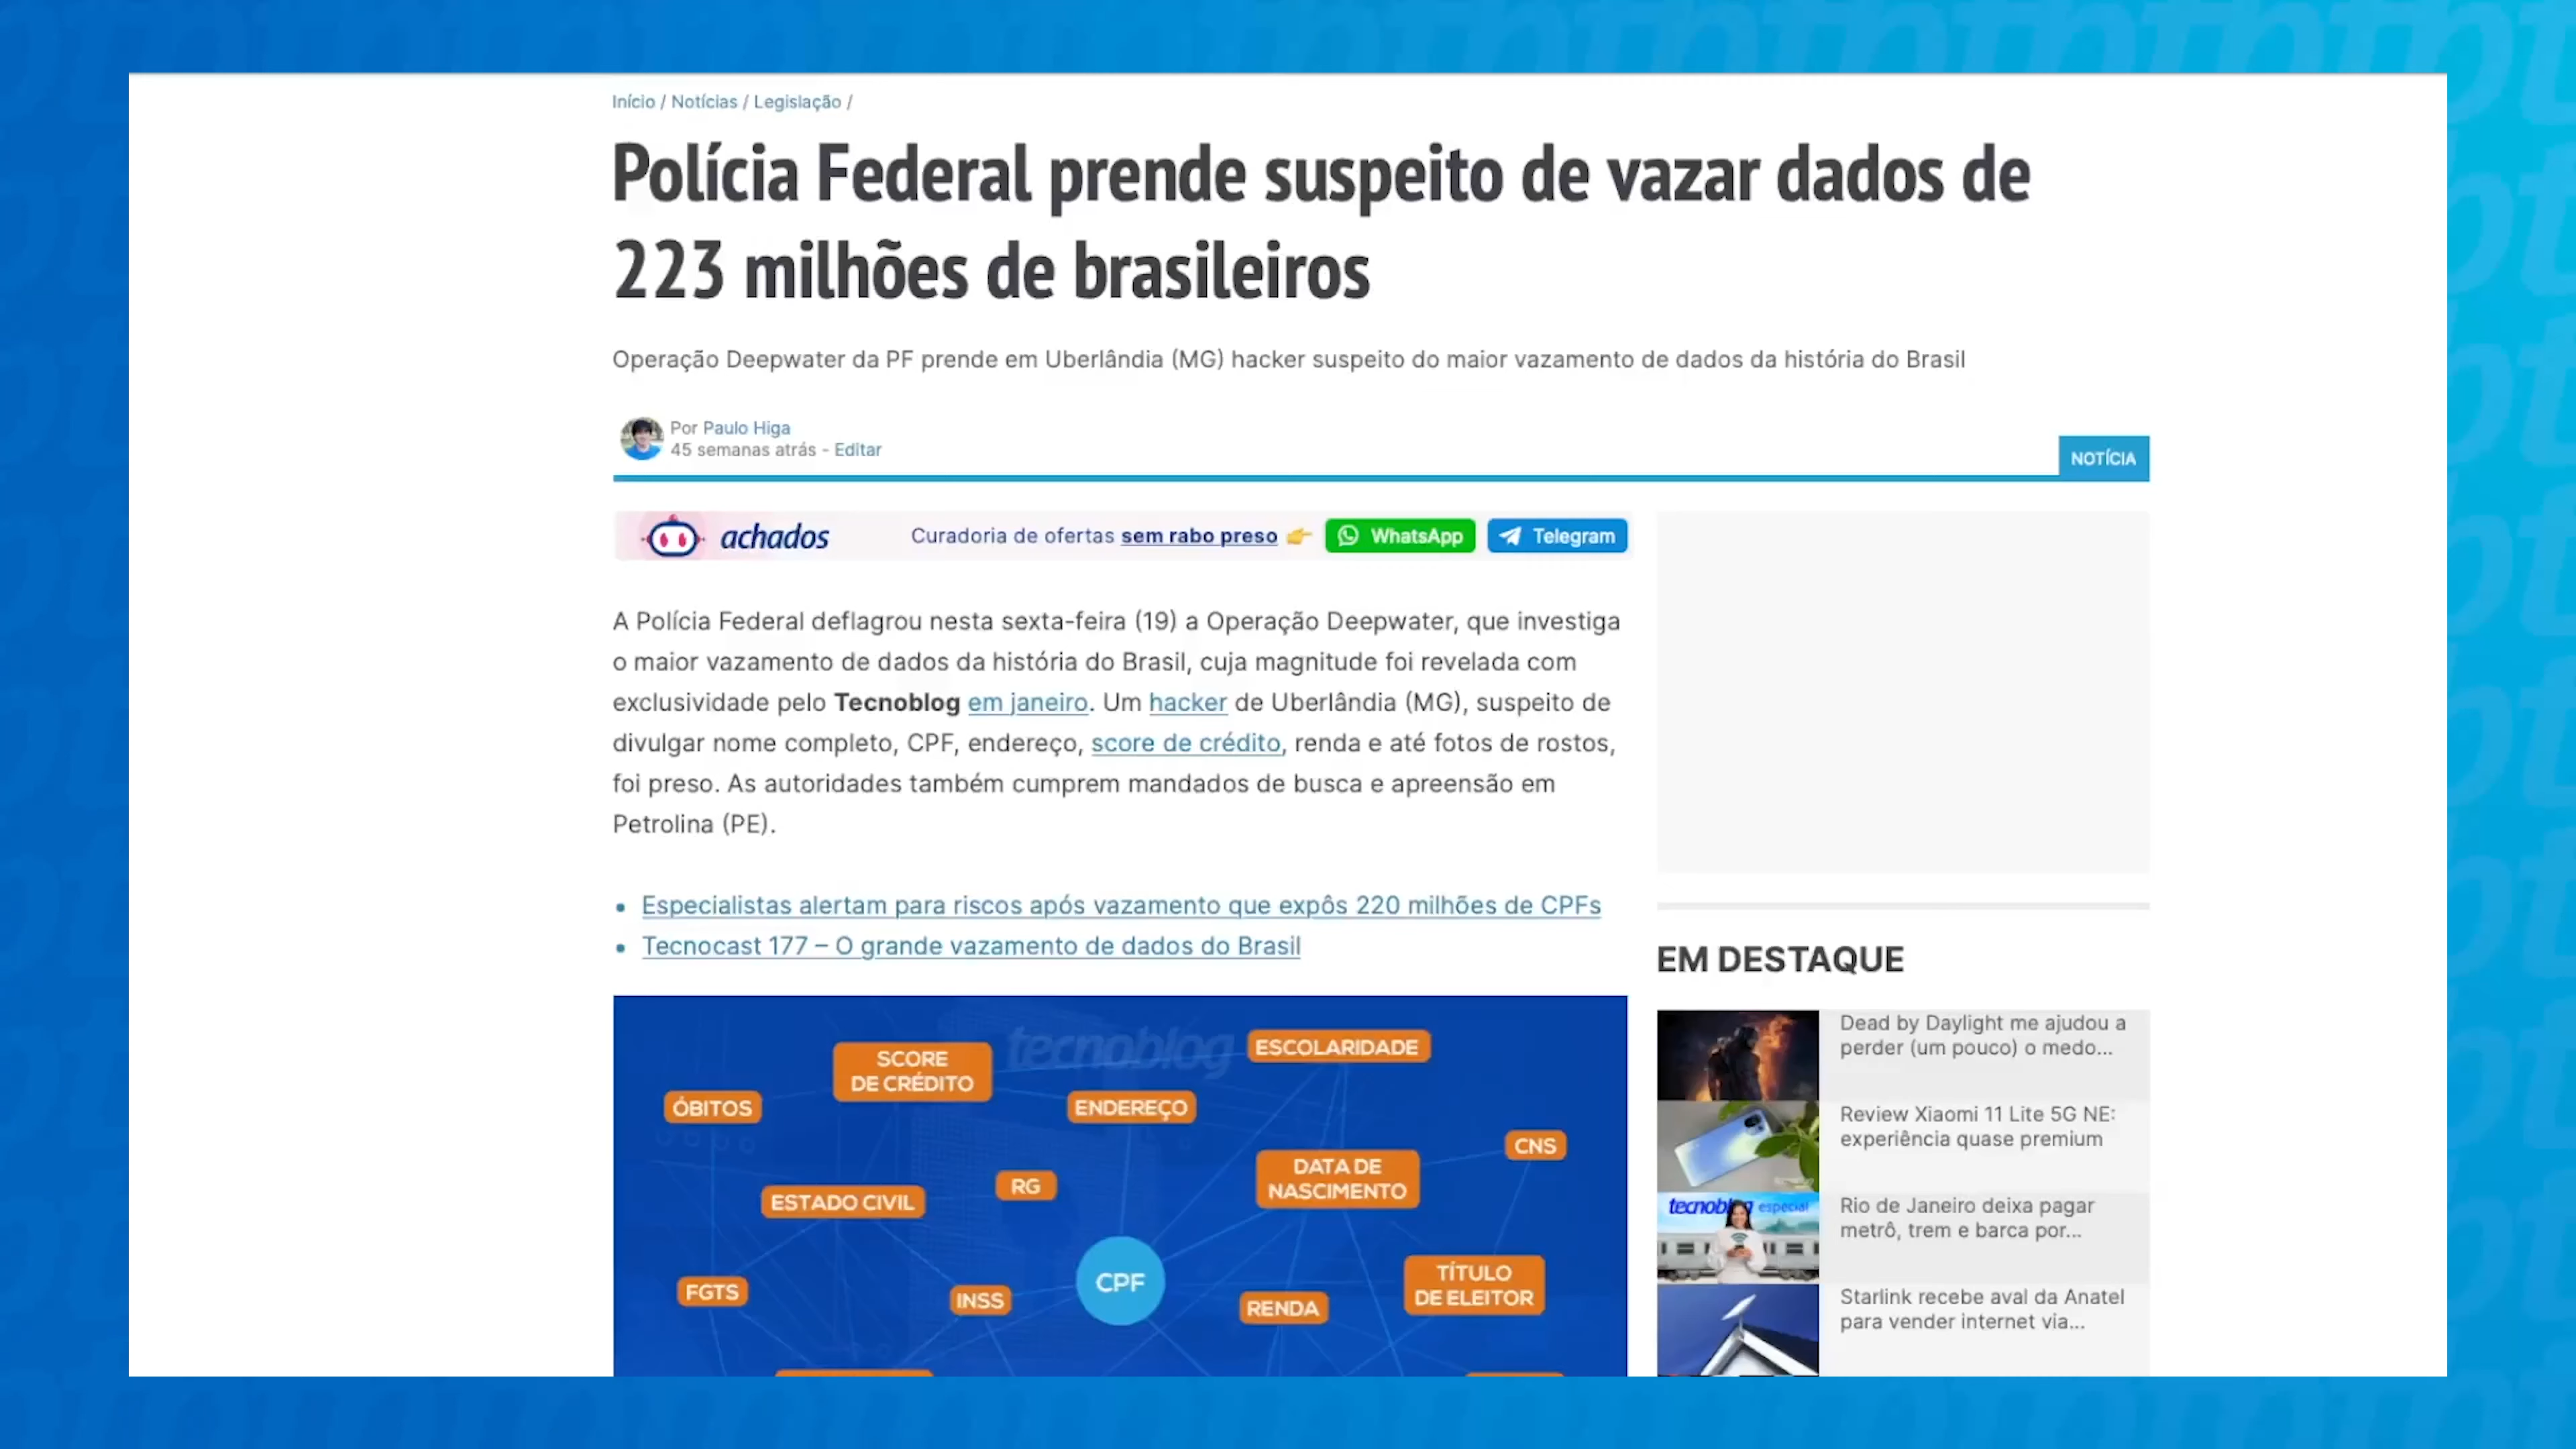 Início / Notícias / Legislação /
Polícia Federal prende suspeito de vazar dados de
223 milhões de brasileiros
Operação Deepwater da PF prende em Uberlândia (MG) hacker suspeito do maior vazamento de dados da história do Brasil
Por Paulo Higa
45 semanas atrás - Editar
NOTÍCIA
achados
Curadoria de ofertas sem rabo preso 👉
WhatsApp
Telegram
A Polícia Federal deflagrou nesta sexta-feira (19) a Operação Deepwater, que investiga
o maior vazamento de dados da história do Brasil, cuja magnitude foi revelada com
exclusividade pelo Tecnoblog em janeiro. Um hacker de Uberlândia (MG), suspeito de
divulgar nome completo, CPF, endereço, score de crédito, renda e até fotos de rostos,
foi preso. As autoridades também cumprem mandados de busca e apreensão em
Petrolina (PE).
• Especialistas alertam para riscos após vazamento que expôs 220 milhões de CPFs
• Tecnocast 177 – O grande vazamento de dados do Brasil
tecnoblog
SCORE
DE CRÉDITO
ESCOLARIDADE
ÓBITOS
ENDEREÇO
CNS
DATA DE
NASCIMENTO
RG
ESTADO CIVIL
CPF
TÍTULO
DE ELEITOR
FGTS
INSS
RENDA
EM DESTAQUE
Dead by Daylight me ajudou a
perder (um pouco) o medo...
Review Xiaomi 11 Lite 5G NE:
experiência quase premium
tecnoblog especial
Rio de Janeiro deixa pagar
metrô, trem e barca por...
Starlink recebe aval da Anatel
para vender internet via...